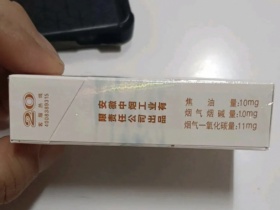 20
安徽中烟工业有
限责任公司出品
焦油量:10mg
烟气烟碱量:1.0mg
烟气一氧化碳量:11mg